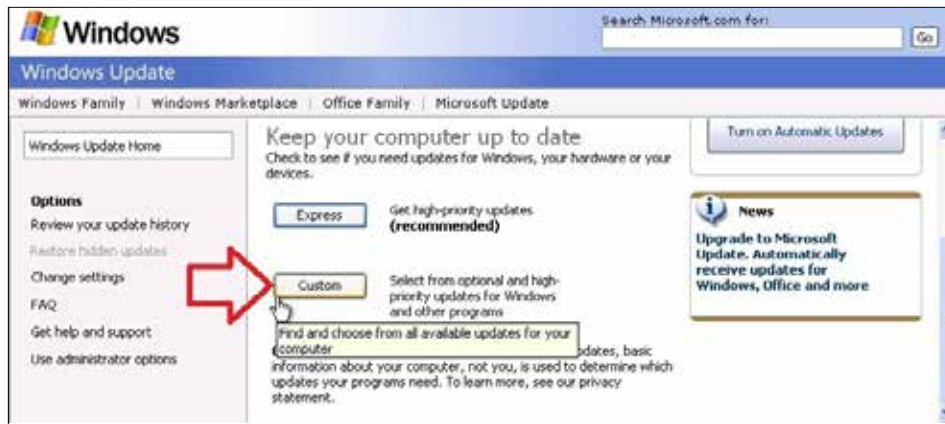 Windows
Search Microsoft.com for:
Go
Windows Update
Windows Family | Windows Marketplace | Office Family | Microsoft Update
Windows Update Home
Options
Review your update history
Restore hidden updates
Change settings
FAQ
Get help and support
Use administrator options
Keep your computer up to date
Check to see if you need updates for Windows, your hardware or your
devices.
Express
Get high-priority updates
(recommended)
Custom
Select from optional and high-
priority updates for Windows
and other programs
Find and choose from all available updates for your
computer
updates, basic
information about your computer, not you, is used to determine which
updates your programs need. To learn more, see our privacy
statement.
Turn on Automatic Updates
News
Upgrade to Microsoft
Update. Automatically
receive updates for
Windows, Office and more